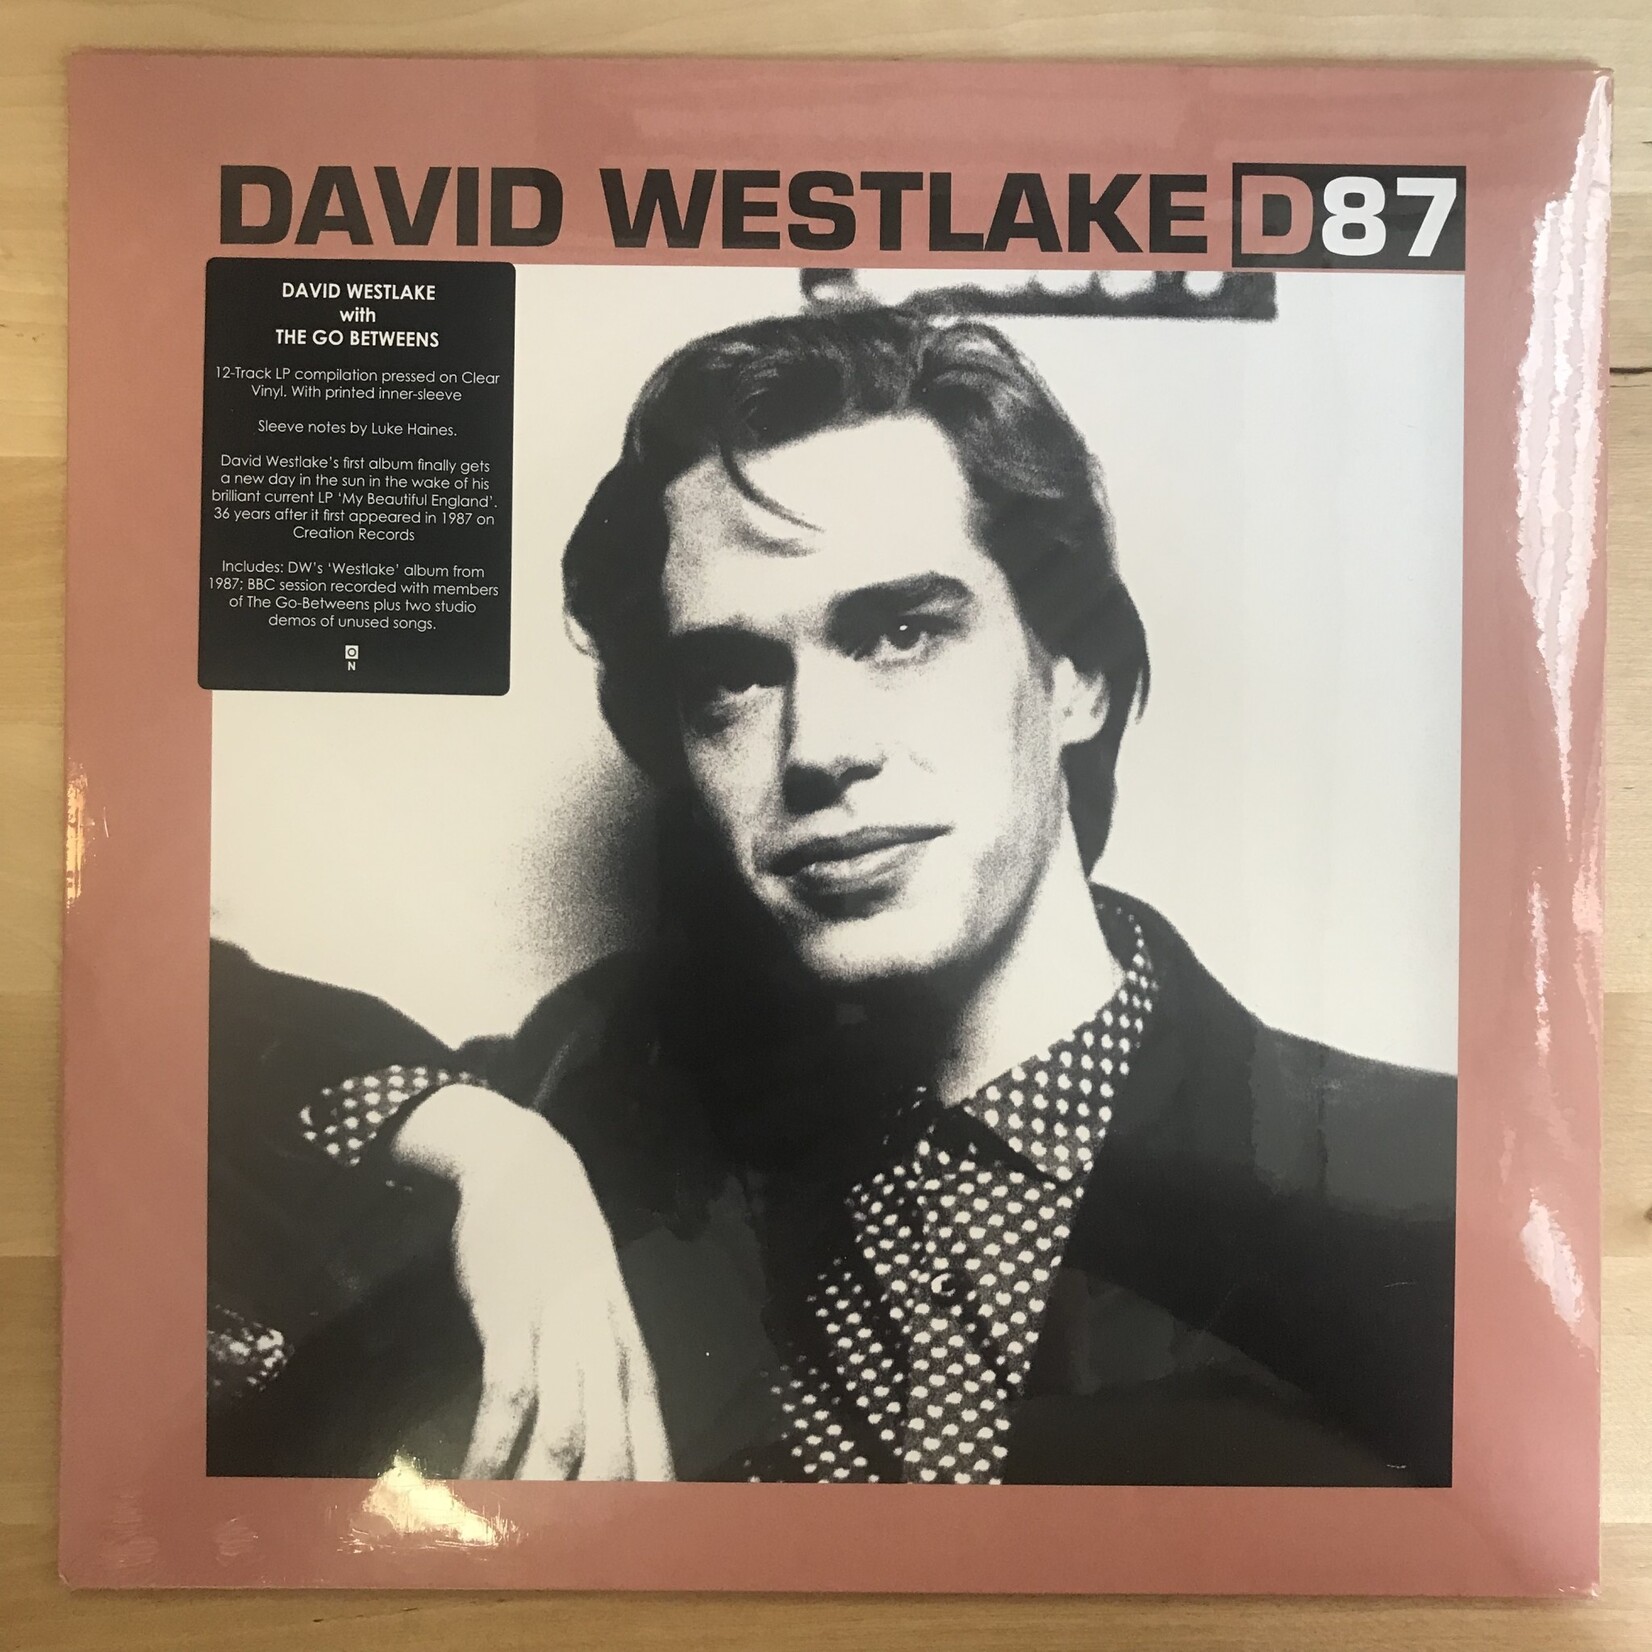 DAVID WESTLAKE D87
DAVID WESTLAKE
with
THE GO BETWEENS
12-Track LP compilation pressed on Clear
Vinyl. With printed inner-sleeve
Sleeve notes by Luke Haines.
David Westlake's first album finally gets
a new day in the sun in the wake of his
brilliant current LP 'My Beautiful England'.
36 years after it first appeared in 1987 on
Creation Records
Includes: DW's 'Westlake' album from
1987; BBC session recorded with members
of The Go-Betweens plus two studio
demos of unused songs.
O
N